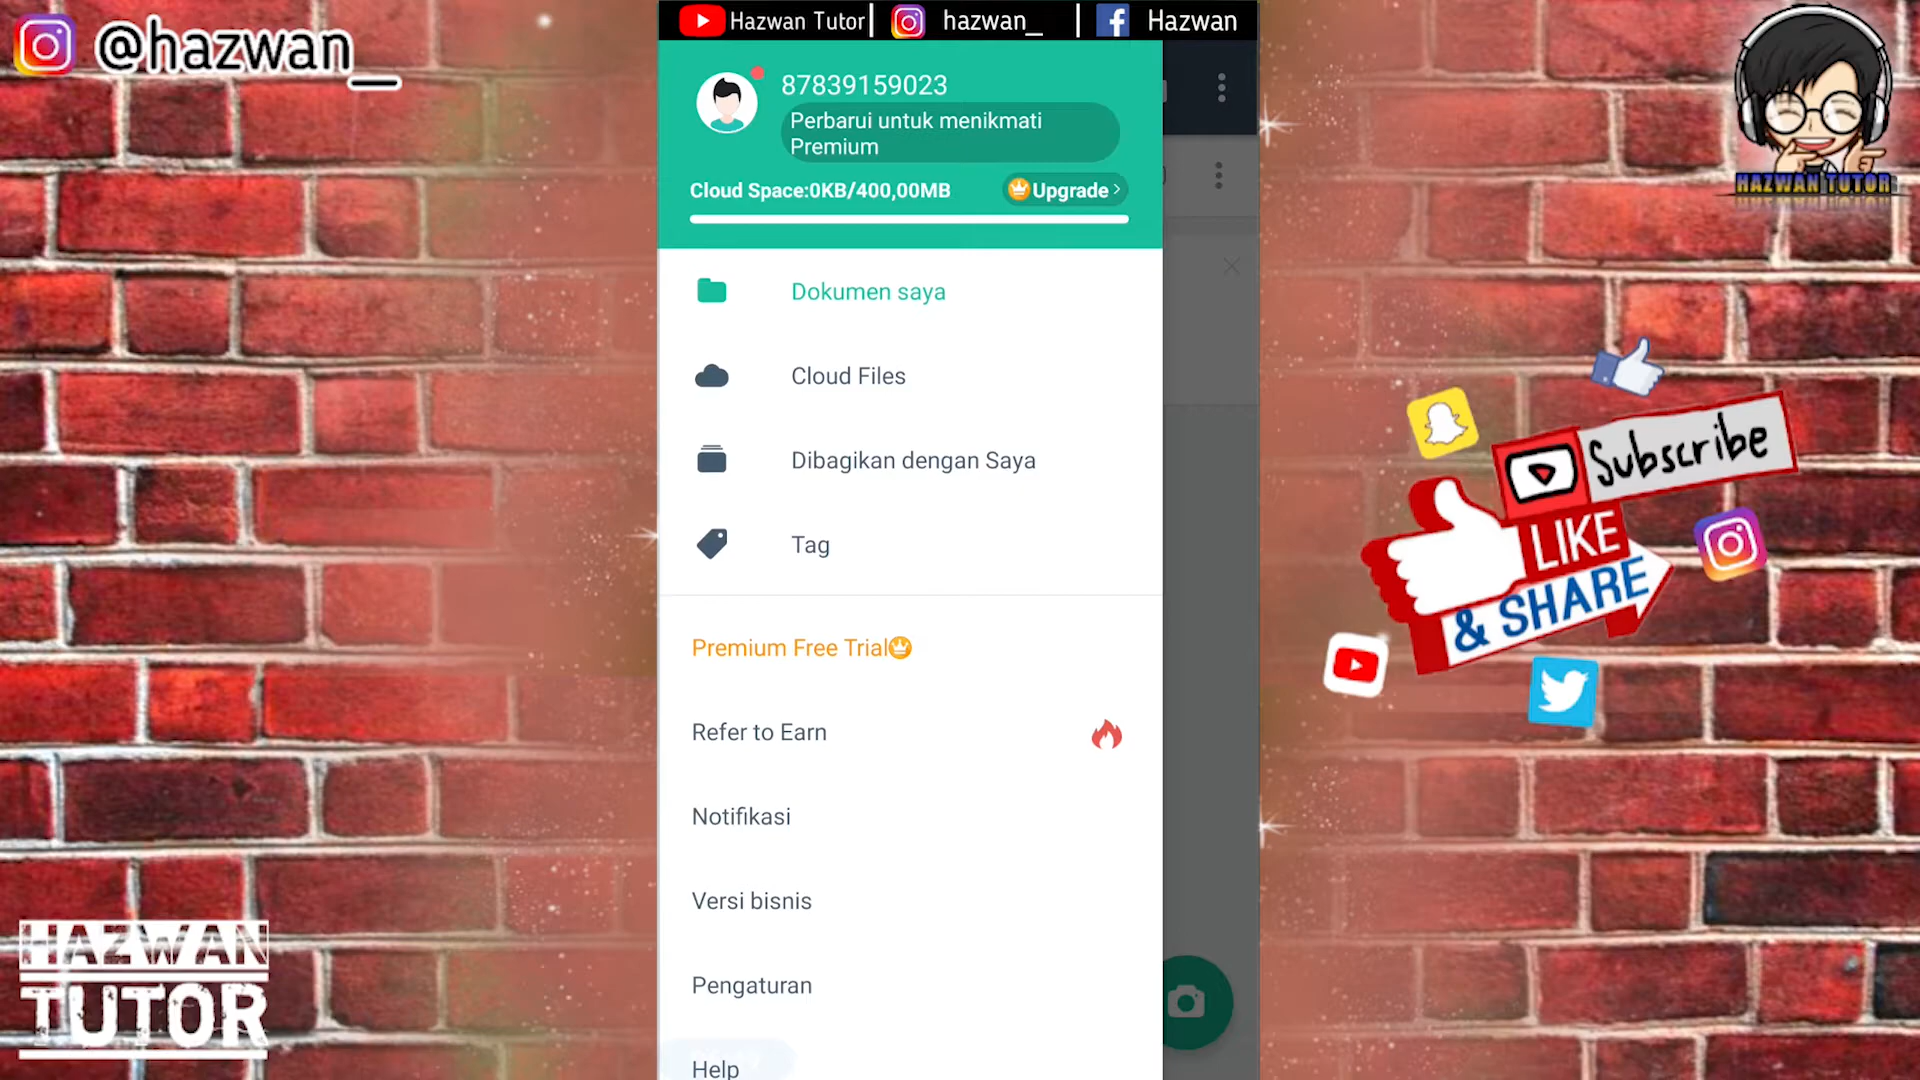 @hazwan_
Hazwan Tutor| hazwan_ | Hazwan
87839159023
Perbarui untuk menikmati
Premium
Cloud Space:0KB/400,00MB
Upgrade >
Dokumen saya
Cloud Files
Dibagikan dengan Saya
Tag
Premium Free Trial
Refer to Earn
Notifikasi
Versi bisnis
Pengaturan
Help
HAZWAN TUTOR
Subscribe
LIKE
& SHARE
HAZWAN
TUTOR